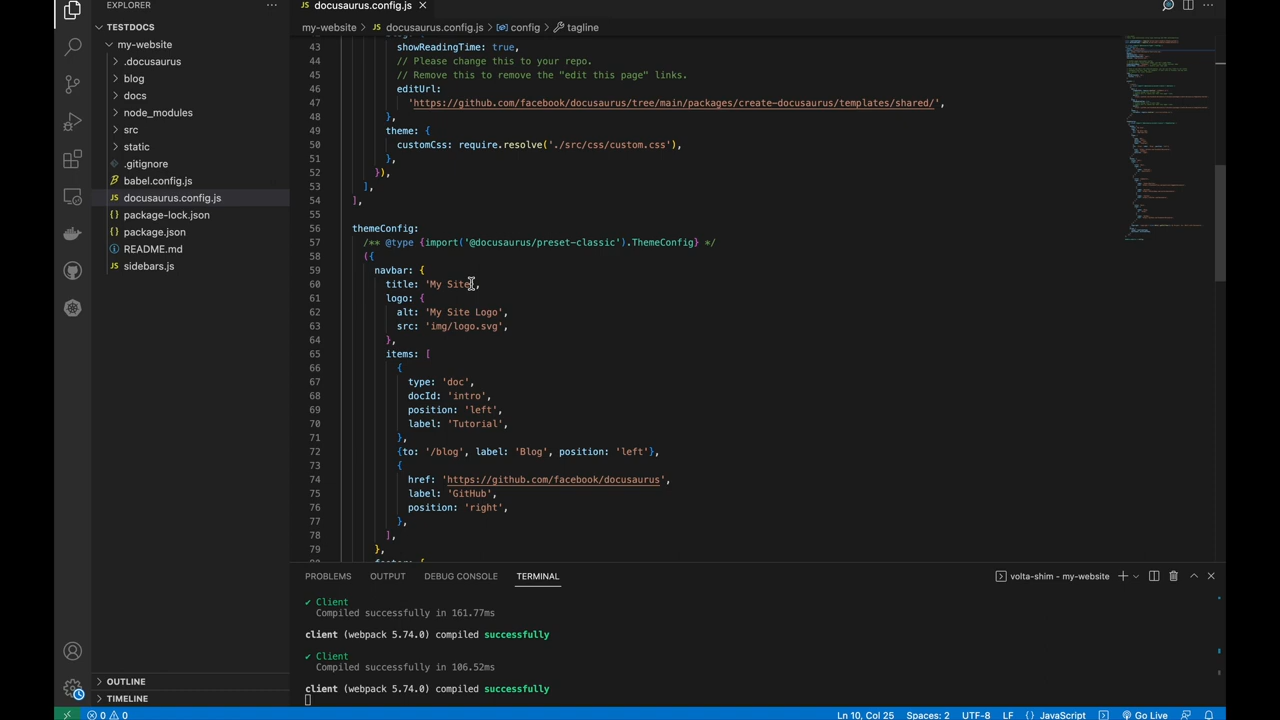 EXPLORER
TESTDOCS
my-website
.docusaurus
blog
docs
node_modules
src
static
.gitignore
babel.config.js
JS docusaurus.config.js
{} package-lock.json
{} package.json
README.md
JS sidebars.js
OUTLINE
TIMELINE
JS docusaurus.config.js
my-website > JS docusaurus.config.js > config > tagline
43 showReadingTime: true,
44 // Please change this to your repo.
45 // Remove this to remove the "edit this page" links.
46 editUrl:
47 'https://github.com/facebook/docusaurus/tree/main/packages/create-docusaurus/templates/shared/',
48 },
49 theme: {
50 customCss: require.resolve('./src/css/custom.css'),
51 },
52 }),
53 ],
54 ],
55
56 themeConfig:
57 /** @type {import('@docusaurus/preset-classic').ThemeConfig} */
58 ({
59 navbar: {
60 title: 'My Site',
61 logo: {
62 alt: 'My Site Logo',
63 src: 'img/logo.svg',
64 },
65 items: [
66 {
67 type: 'doc',
68 docId: 'intro',
69 position: 'left',
70 label: 'Tutorial',
71 },
72 {to: '/blog', label: 'Blog', position: 'left'},
73 {
74 href: 'https://github.com/facebook/docusaurus',
75 label: 'GitHub',
76 position: 'right',
77 },
78 ],
79 },
PROBLEMS OUTPUT DEBUG CONSOLE TERMINAL
volta-shim - my-website
✔ Client
Compiled successfully in 161.77ms
client (webpack 5.74.0) compiled successfully
✔ Client
Compiled successfully in 106.52ms
client (webpack 5.74.0) compiled successfully
0 0 Ln 10, Col 25 Spaces: 2 UTF-8 LF {} JavaScript Go Live